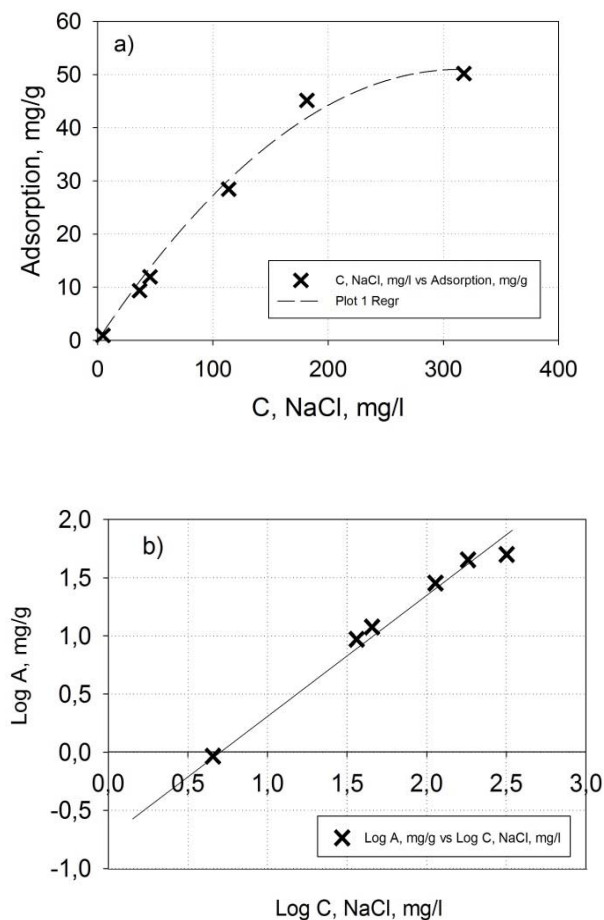 a)
60
50
40
30
20
10
0
Adsorption, mg/g
C, NaCl, mg/l vs Adsorption, mg/g
Plot 1 Regr
0 100 200 300 400
C, NaCl, mg/l
b)
2,0
1,5
1,0
0,5
0,0
-0,5
-1,0
Log A, mg/g
0,0 0,5 1,0 1,5 2,0 2,5 3,0
Log A, mg/g vs Log C, NaCl, mg/l
Log C, NaCl, mg/l